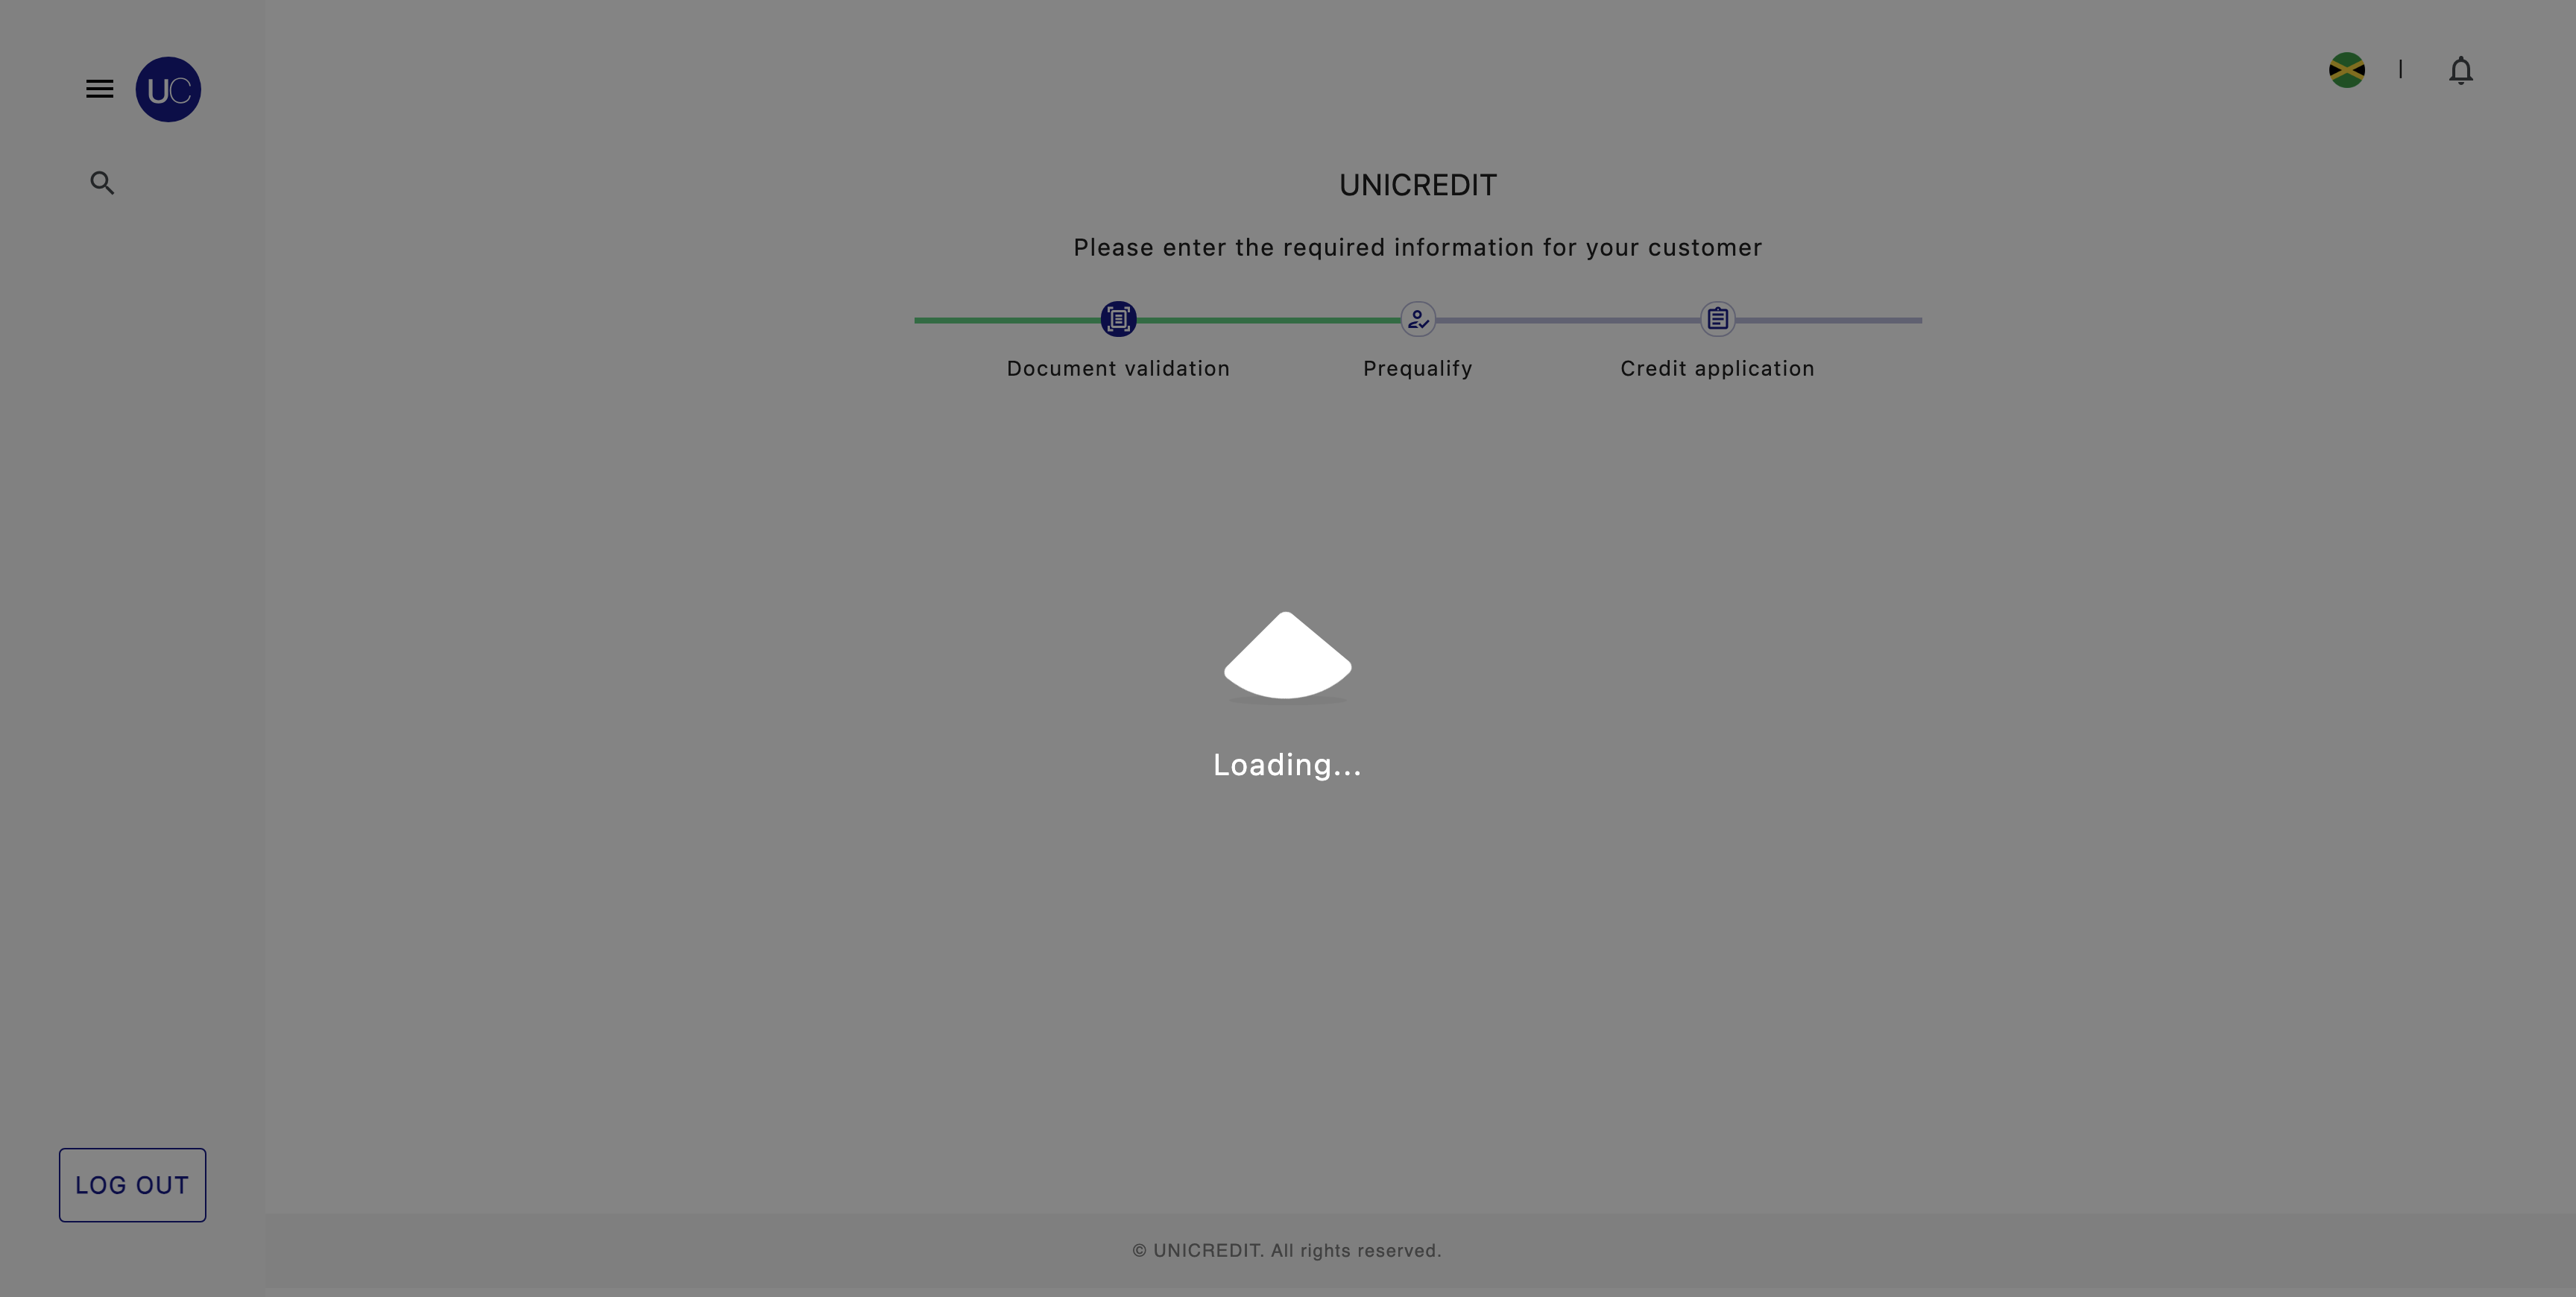 UC
UNICREDIT
Please enter the required information for your customer
Document validation
Prequalify
Credit application
Loading...
LOG OUT
© UNICREDIT. All rights reserved.